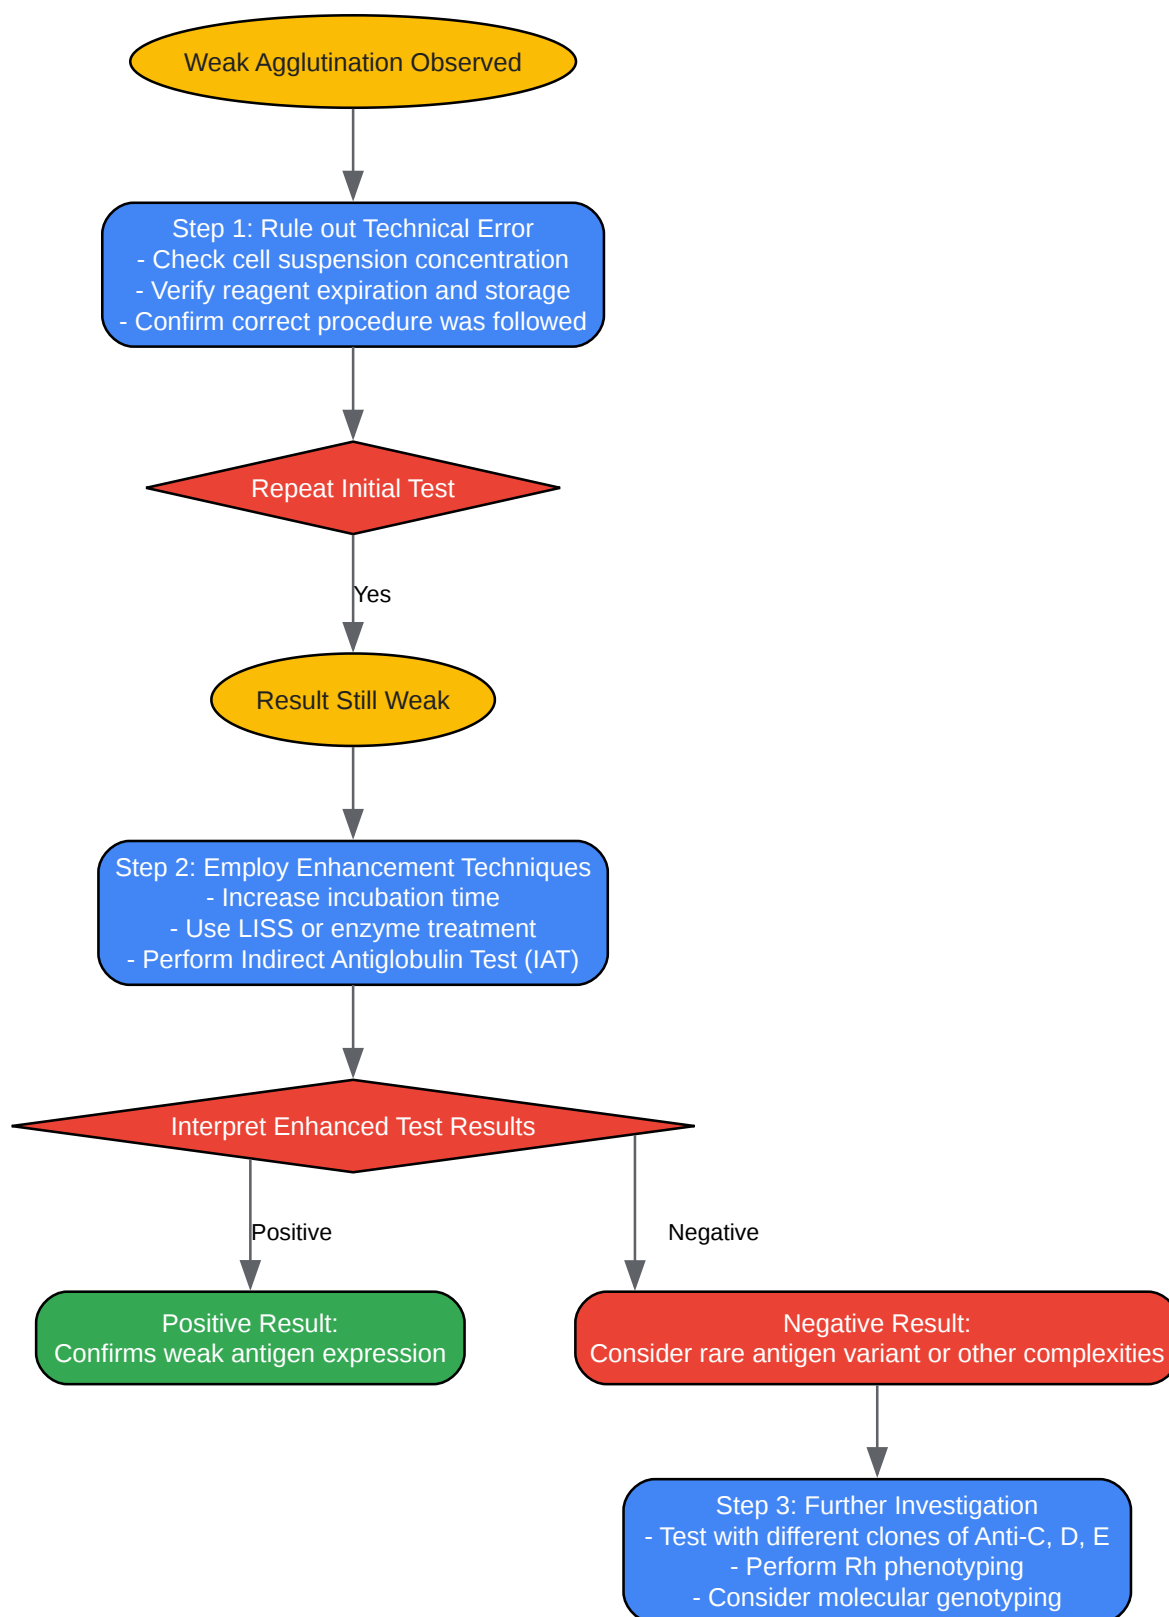 Weak Agglutination Observed
Step 1: Rule out Technical Error
- Check cell suspension concentration
- Verify reagent expiration and storage
- Confirm correct procedure was followed
Repeat Initial Test
Yes
Result Still Weak
Step 2: Employ Enhancement Techniques
- Increase incubation time
- Use LISS or enzyme treatment
- Perform Indirect Antiglobulin Test (IAT)
Interpret Enhanced Test Results
Positive
Negative
Positive Result:
Confirms weak antigen expression
Negative Result:
Consider rare antigen variant or other complexities
Step 3: Further Investigation
- Test with different clones of Anti-C, D, E
- Perform Rh phenotyping
- Consider molecular genotyping